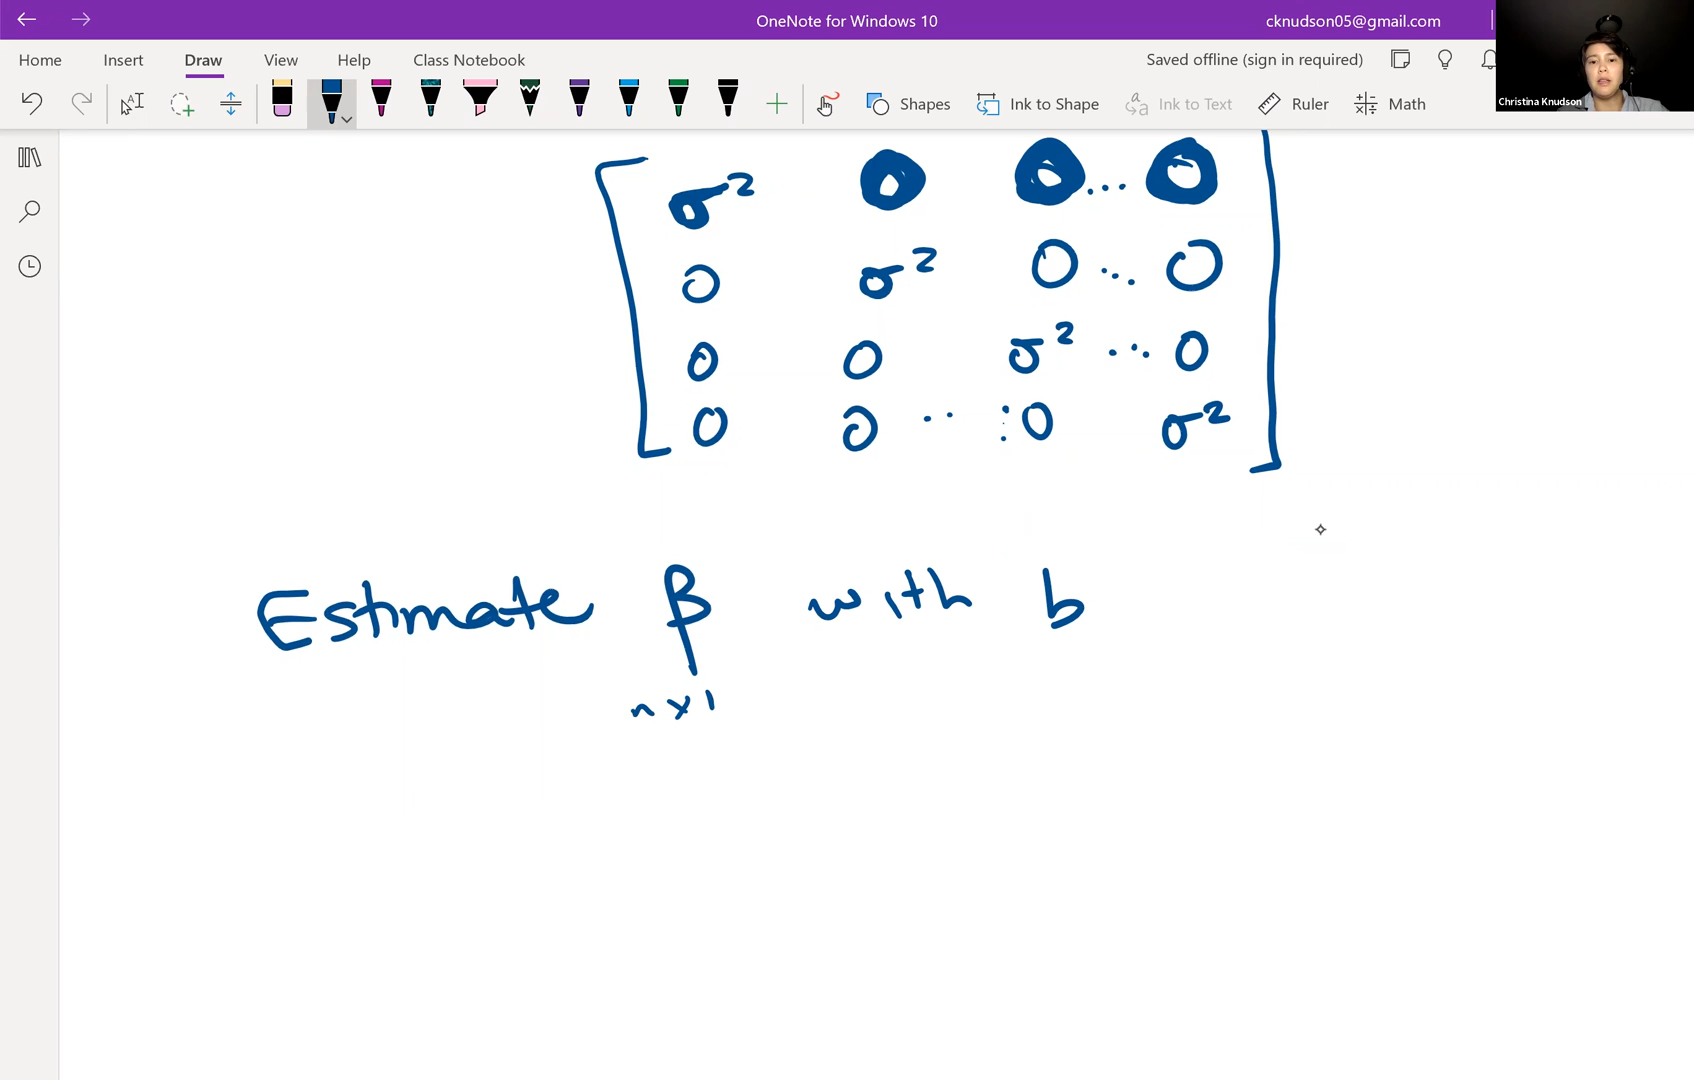 OneNote for Windows 10
cknudson05@gmail.com
Home Insert Draw View Help Class Notebook
Saved offline (sign in required)
Shapes Ink to Shape Ink to Text Ruler Math
Christina Knudson
σ² 0 0 ... 0
0 σ² 0 ... 0
0 0 σ² ... 0
0 0 .. : 0 σ²
Estimate β with b
n x 1